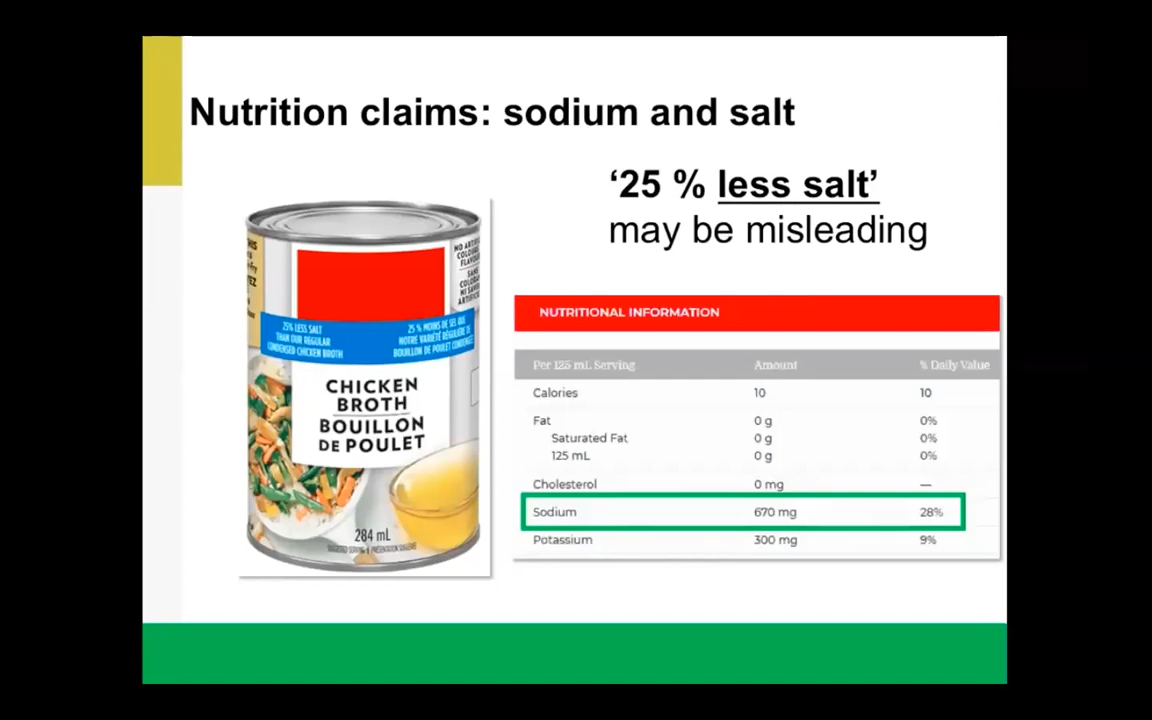 Nutrition claims: sodium and salt
‘25 % less salt’
may be misleading
25% LESS SALT
THAN OUR REGULAR
CONDENSED CHICKEN BROTH
25 % MOINS DE SEL QUE
NOTRE VARIÉTÉ RÉGULIÈRE DE
BOUILLON DE POULET CONDENSÉ
CHICKEN
BROTH
BOUILLON
DE POULET
284 mL
NUTRITIONAL INFORMATION
Per 125 mL Serving Amount % Daily Value
Calories 10 10
Fat 0 g 0%
Saturated Fat 0 g 0%
125 mL 0 g 0%
Cholesterol 0 mg —
Sodium 670 mg 28%
Potassium 300 mg 9%